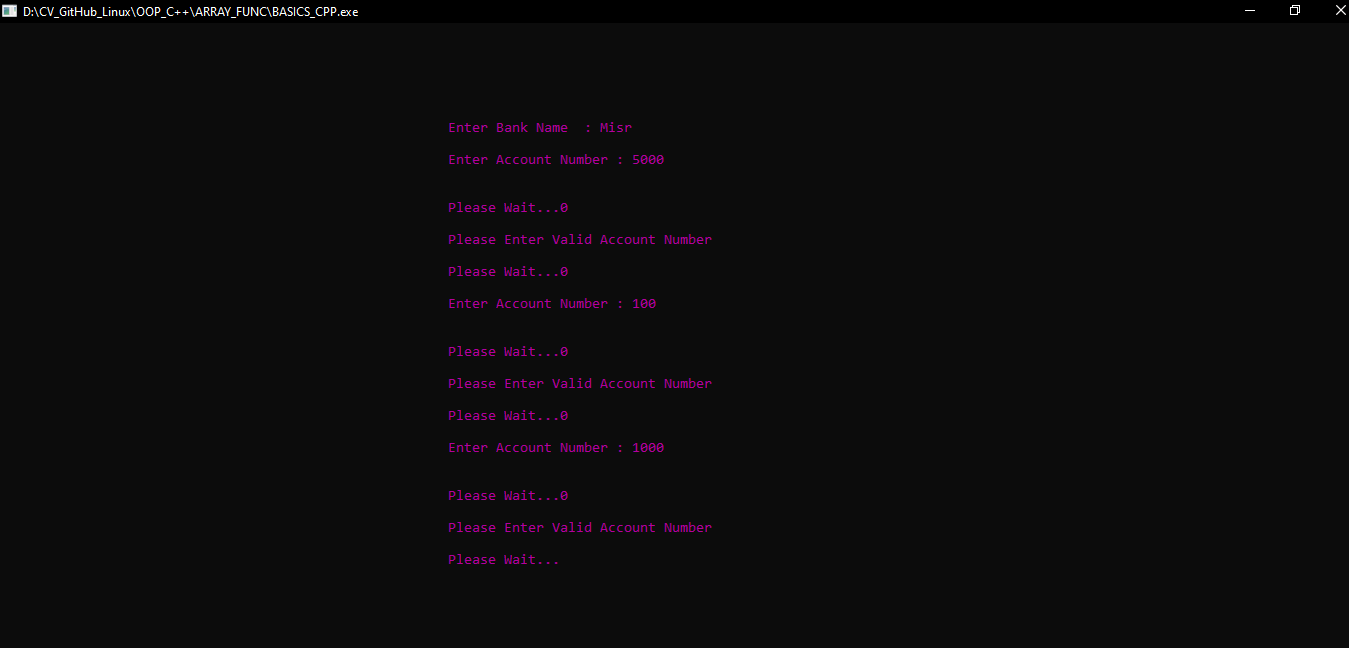 D:\CV_GitHub_Linux\OOP_C++\ARRAY_FUNC\BASICS_CPP.exe
Enter Bank Name  : Misr
Enter Account Number : 5000
Please Wait...0
Please Enter Valid Account Number
Please Wait...0
Enter Account Number : 100
Please Wait...0
Please Enter Valid Account Number
Please Wait...0
Enter Account Number : 1000
Please Wait...0
Please Enter Valid Account Number
Please Wait...